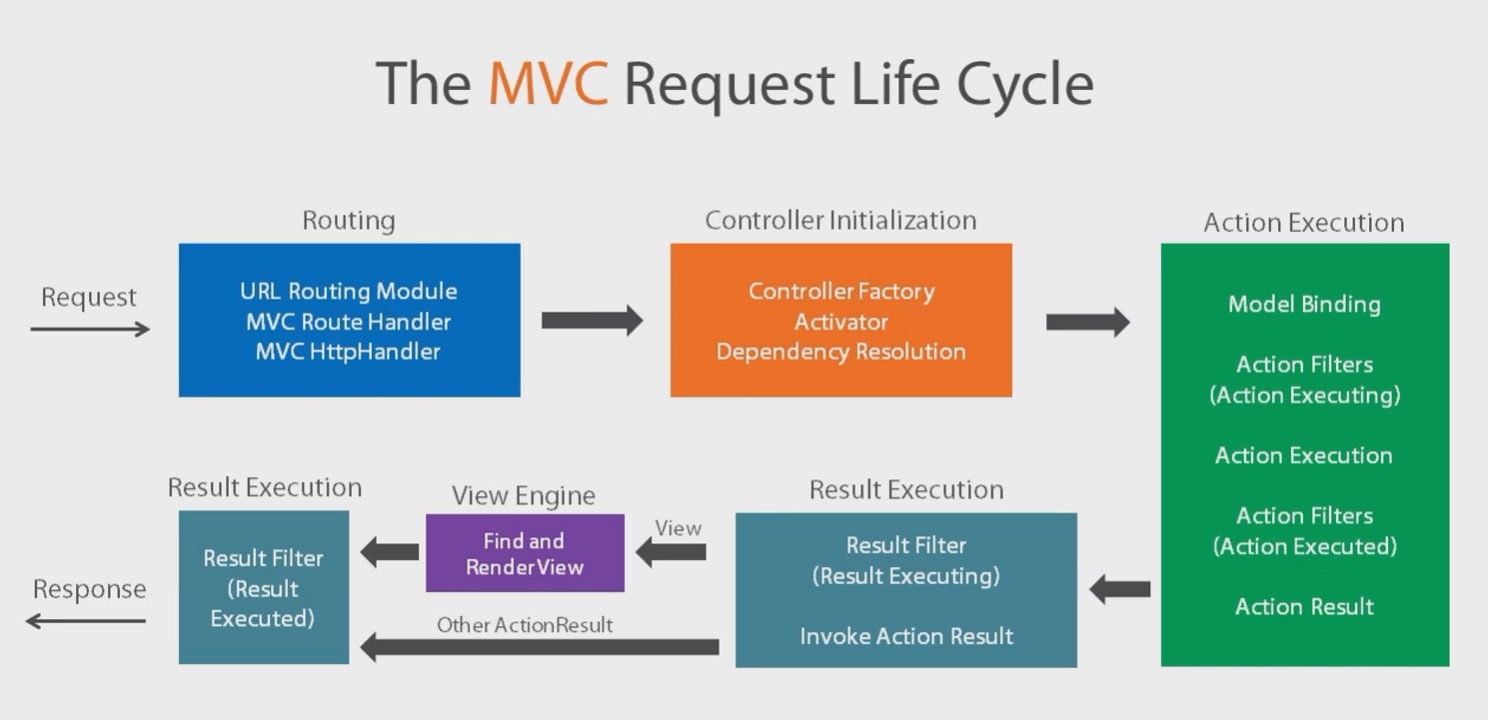 The MVC Request Life Cycle
Routing
Controller Initialization
Action Execution
Request
URL Routing Module
MVC Route Handler
MVC HttpHandler
Controller Factory
Activator
Dependency Resolution
Model Binding
Action Filters
(Action Executing)
Action Execution
Action Filters
(Action Executed)
Action Result
Result Execution
Result Filter
(Result Executing)
Invoke Action Result
View
View Engine
Find and
Render View
Other ActionResult
Result Execution
Result Filter
(Result
Executed)
Response